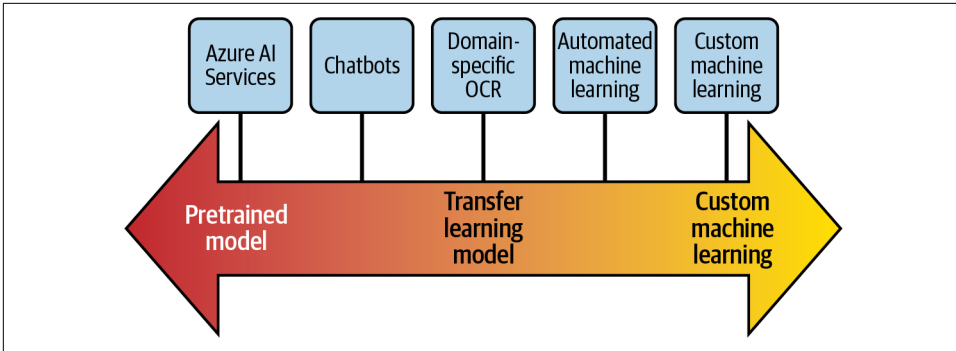 Azure AI
Services
Chatbots
Domain-
specific
OCR
Automated
machine
learning
Custom
machine
learning
Pretrained
model
Transfer
learning
model
Custom
machine
learning